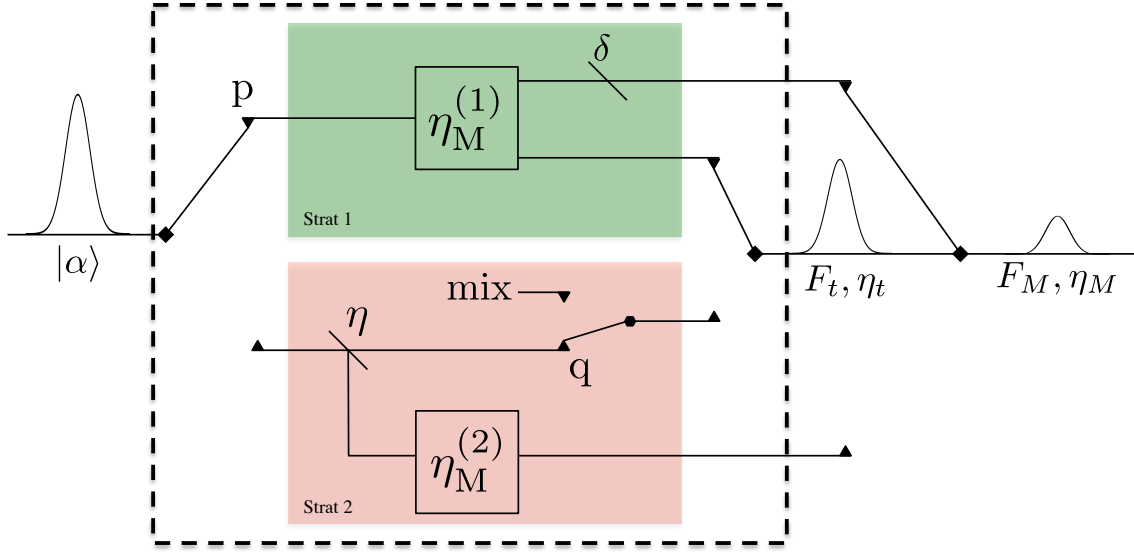 δ
p
η_M^(1)
Strat 1
|α⟩
F_t, η_t
F_M, η_M
mix
η
q
η_M^(2)
Strat 2